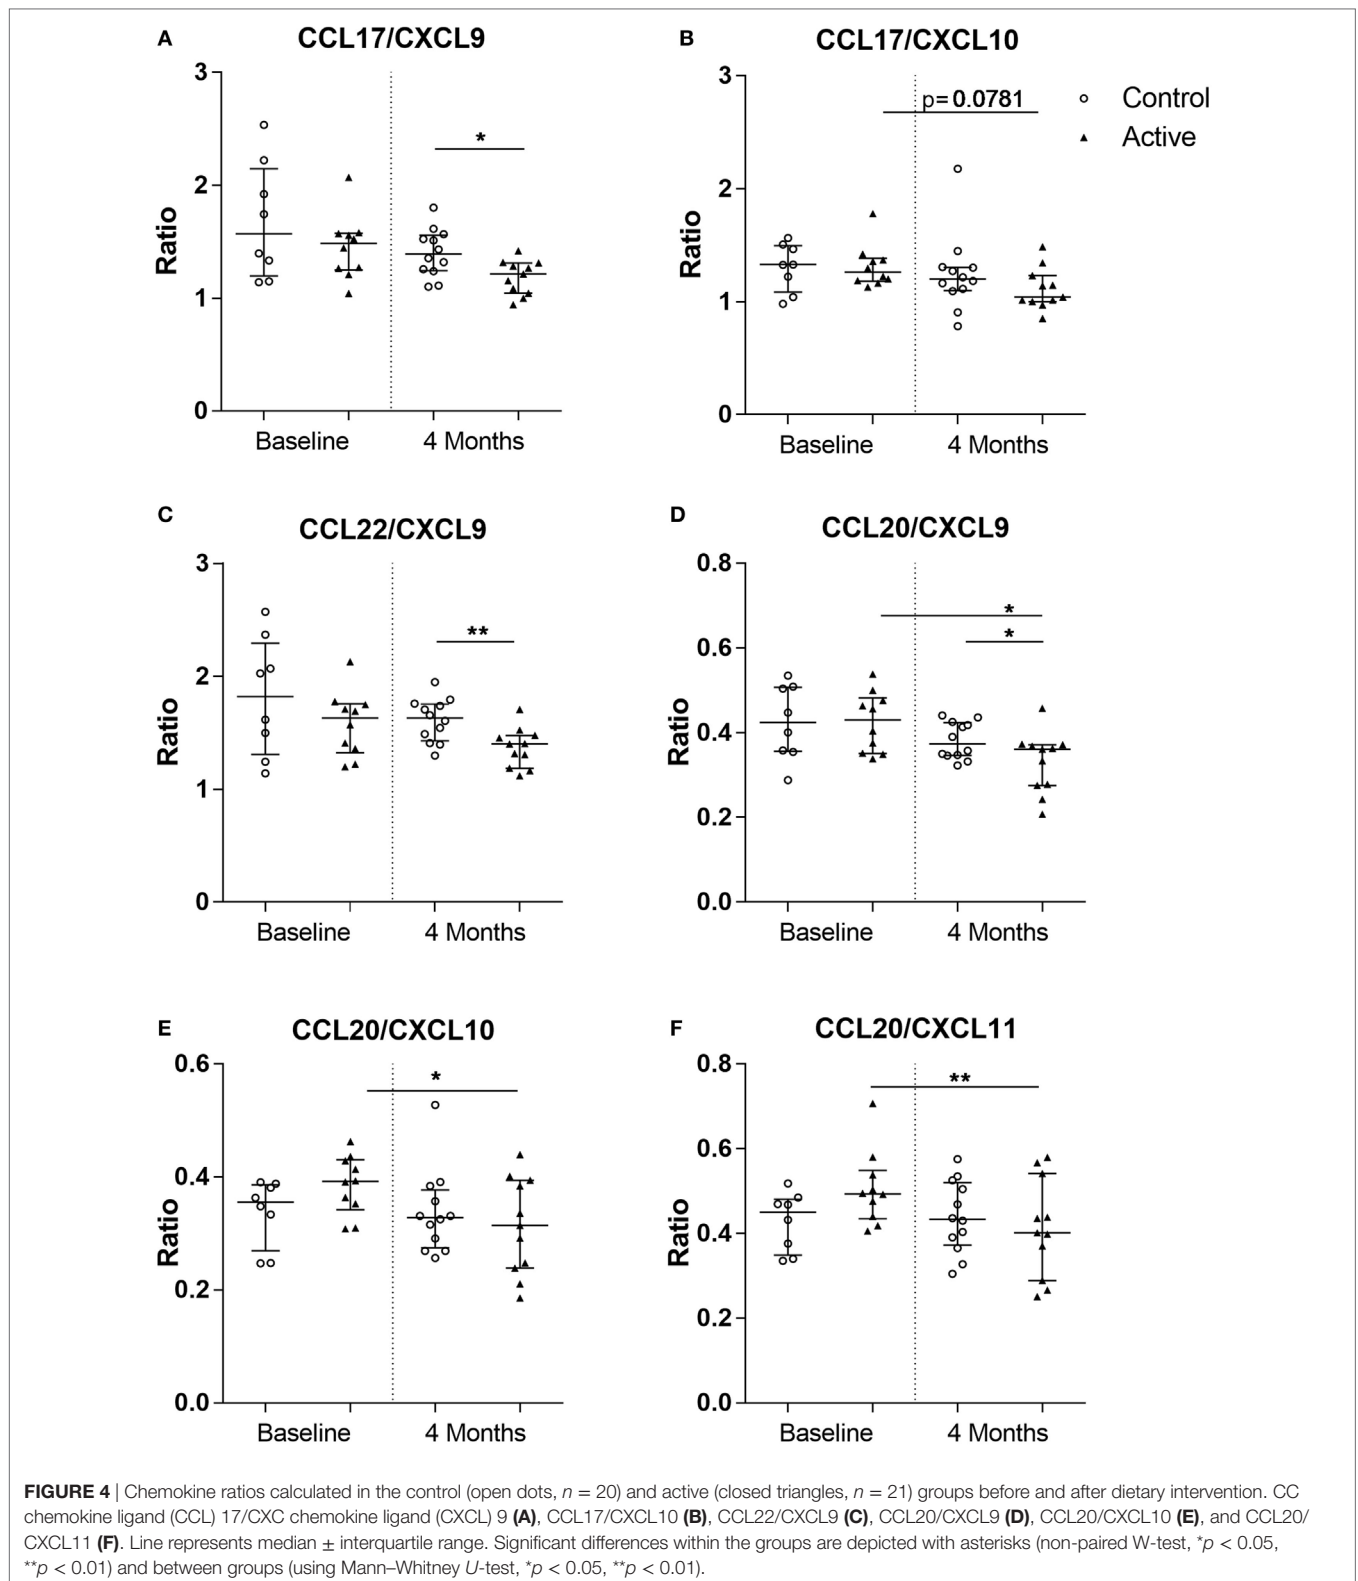 A
CCL17/CXCL9
3
2
1
0
Ratio
*
Baseline
4 Months
B
CCL17/CXCL10
3
2
1
0
Ratio
p=0.0781
Baseline
4 Months
Control
Active
C
CCL22/CXCL9
3
2
1
0
Ratio
**
Baseline
4 Months
D
CCL20/CXCL9
0.8
0.6
0.4
0.2
0.0
Ratio
*
*
Baseline
4 Months
E
CCL20/CXCL10
0.6
0.4
0.2
0.0
Ratio
*
Baseline
4 Months
F
CCL20/CXCL11
0.8
0.6
0.4
0.2
0.0
Ratio
**
Baseline
4 Months
FIGURE 4 | Chemokine ratios calculated in the control (open dots, n = 20) and active (closed triangles, n = 21) groups before and after dietary intervention. CC
chemokine ligand (CCL) 17/CXC chemokine ligand (CXCL) 9 (A), CCL17/CXCL10 (B), CCL22/CXCL9 (C), CCL20/CXCL9 (D), CCL20/CXCL10 (E), and CCL20/
CXCL11 (F). Line represents median ± interquartile range. Significant differences within the groups are depicted with asterisks (non-paired W-test, *p < 0.05,
**p < 0.01) and between groups (using Mann–Whitney U-test, *p < 0.05, **p < 0.01).